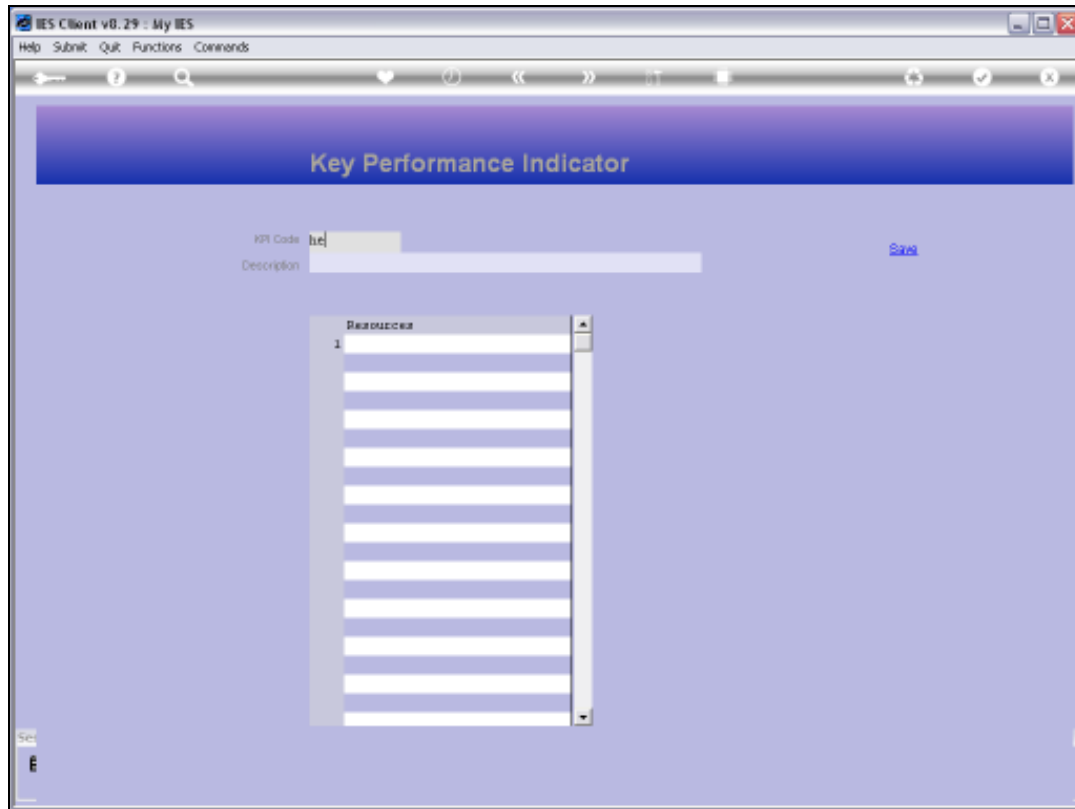 IES Client v8.29 : My IES
Help Submit Quit Functions Commands
Key Performance Indicator
KPI Code he
Save
Description
Resources
1